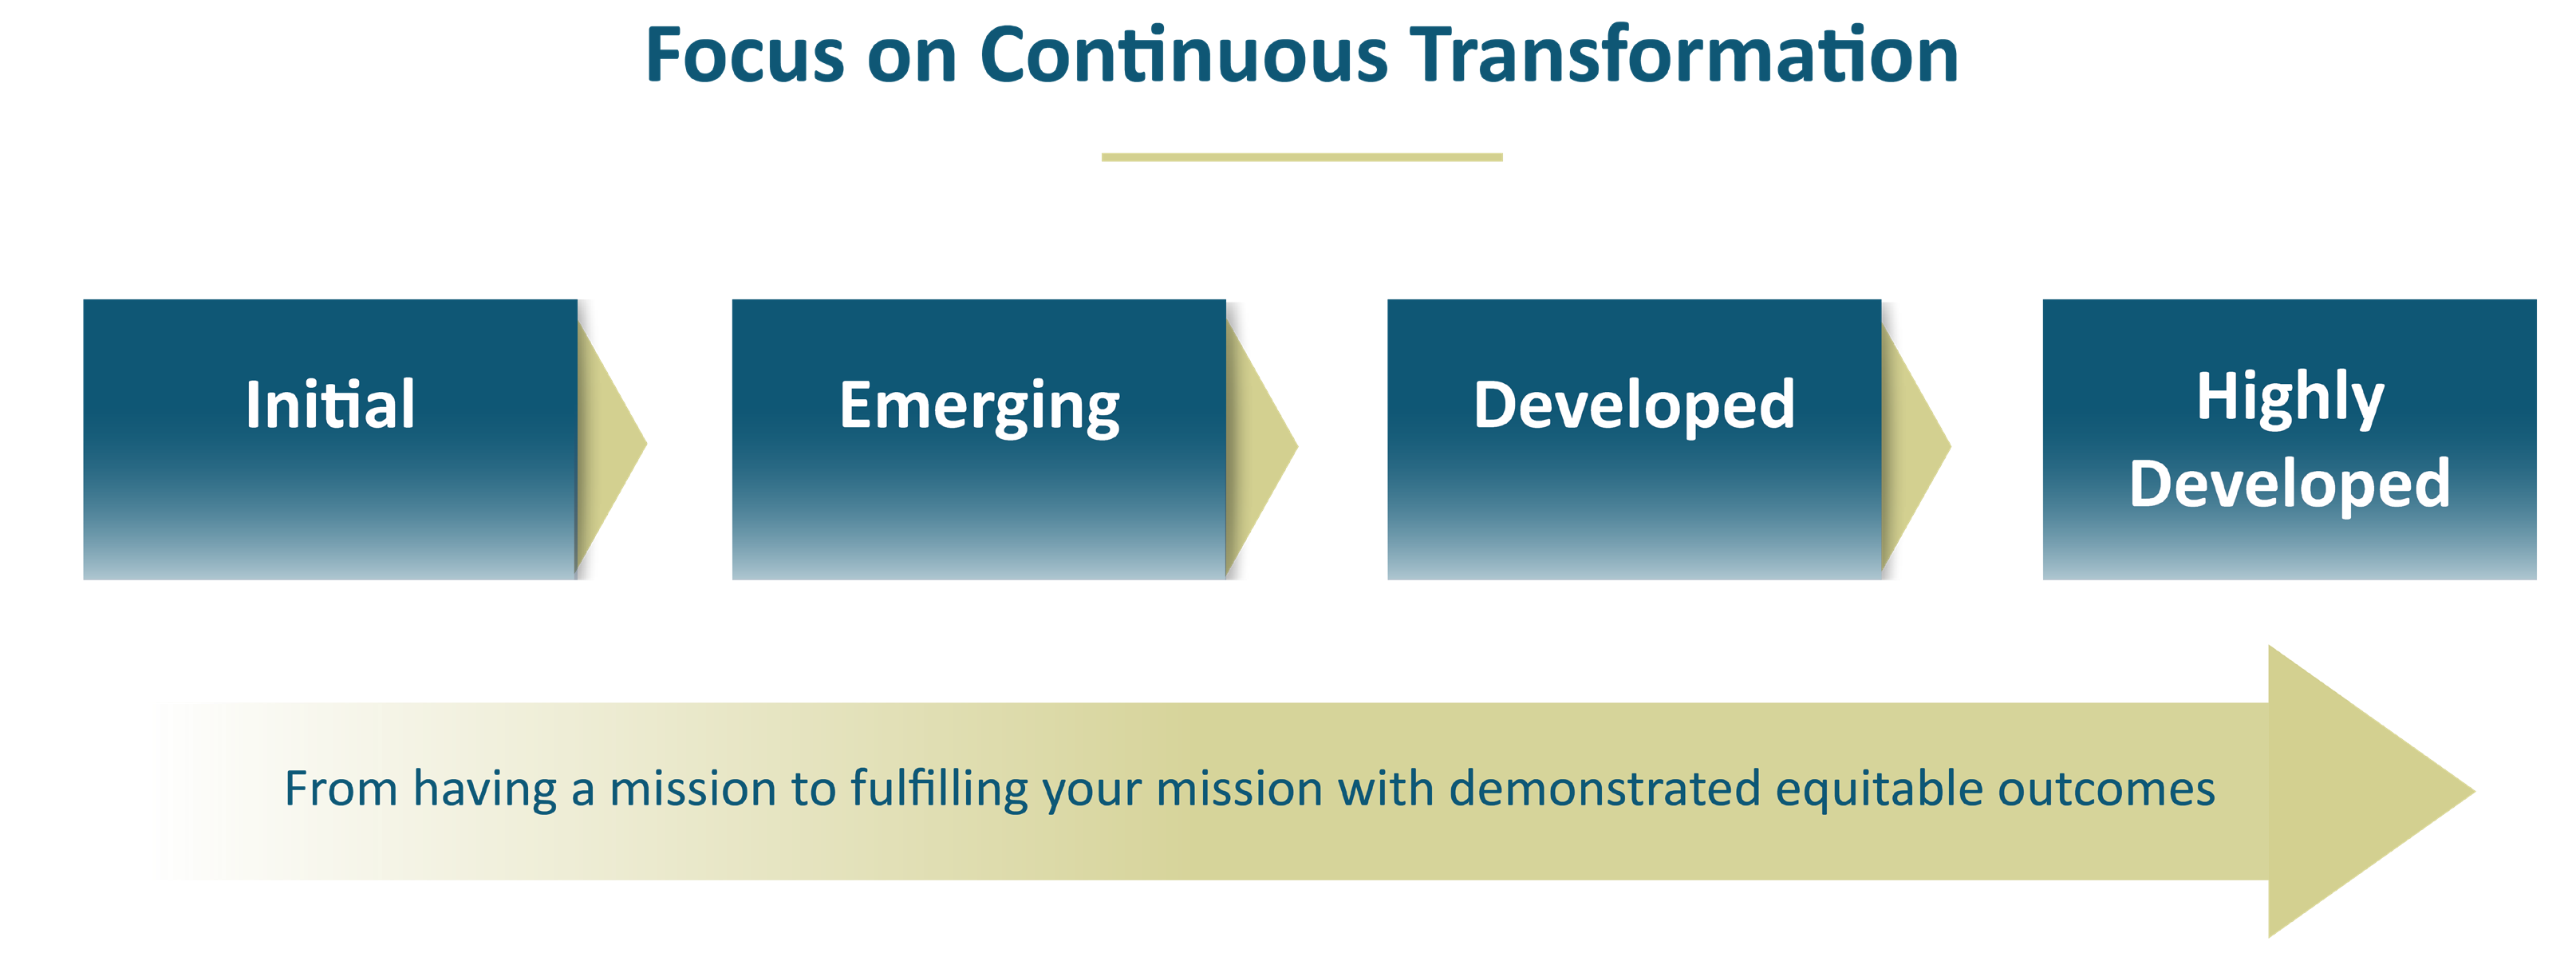 Focus on Continuous Transformation
Initial
Emerging
Developed
Highly
Developed
From having a mission to fulfilling your mission with demonstrated equitable outcomes